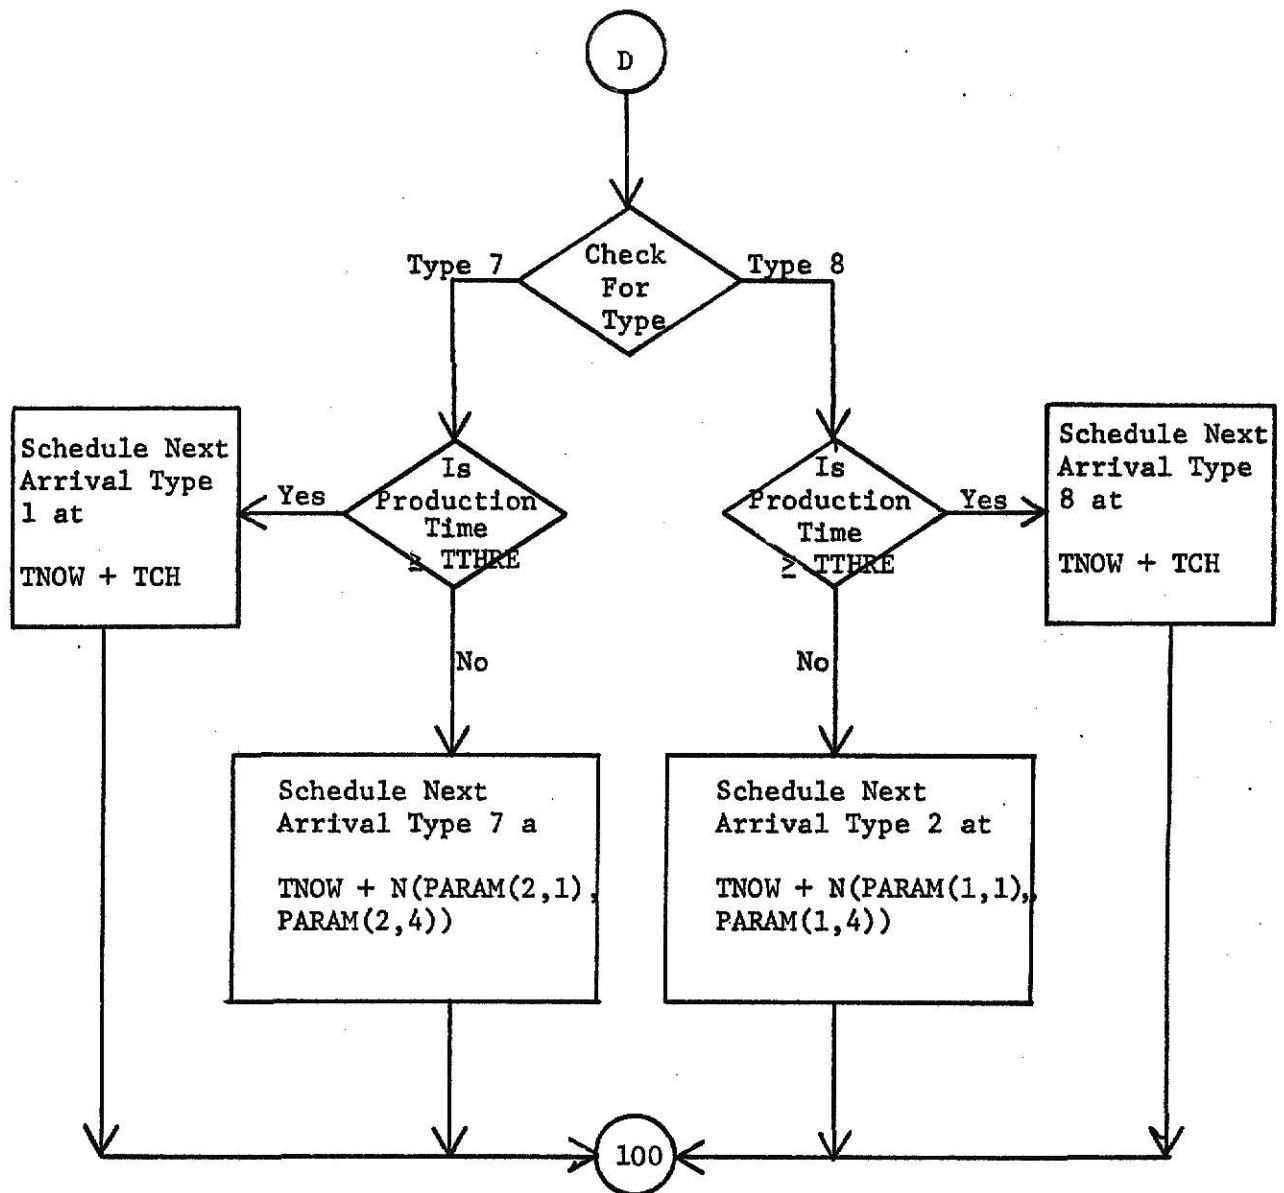 D
Check
For
Type
Type 7
Type 8
Schedule Next
Arrival Type
1 at
TNOW + TCH
Yes
Is
Production
Time
≥ TTHRE
Is
Production
Time
≥ TTHRE
Yes
Schedule Next
Arrival Type
8 at
TNOW + TCH
No
No
Schedule Next
Arrival Type 7 a
TNOW + N(PARAM(2,1),
PARAM(2,4))
Schedule Next
Arrival Type 2 at
TNOW + N(PARAM(1,1),
PARAM(1,4))
100